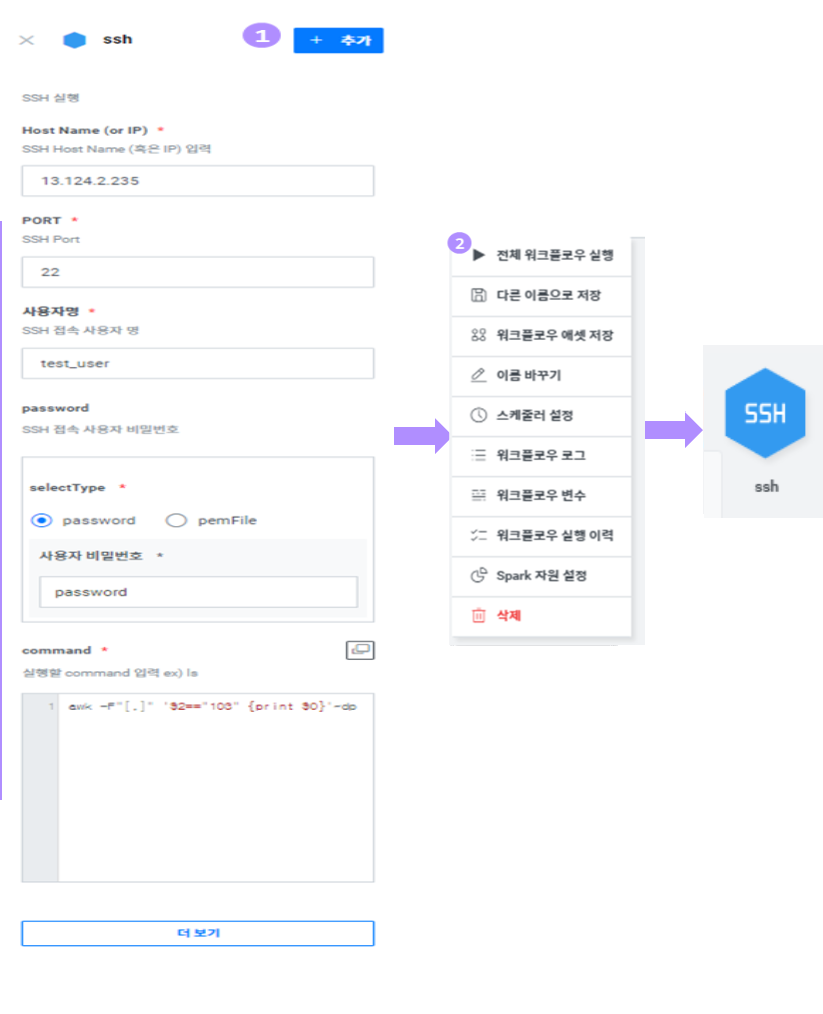 ssh
1
+ 추가
SSH 실행
Host Name (or IP) *
SSH Host Name (혹은 IP) 입력
13.124.2.235
PORT *
SSH Port
22
사용자명 *
SSH 접속 사용자 명
test_user
password
SSH 접속 사용자 비밀번호
selectType *
password pemFile
사용자 비밀번호 *
password
command *
실행할 command 입력 ex) ls
1 awk -F"[,]" '$2=="103" {print $0}'-dp
더 보기
2
전체 워크플로우 실행
다른 이름으로 저장
워크플로우 애셋 저장
이름 바꾸기
스케줄러 설정
워크플로우 로그
워크플로우 변수
워크플로우 실행 이력
Spark 자원 설정
삭제
SSH
ssh